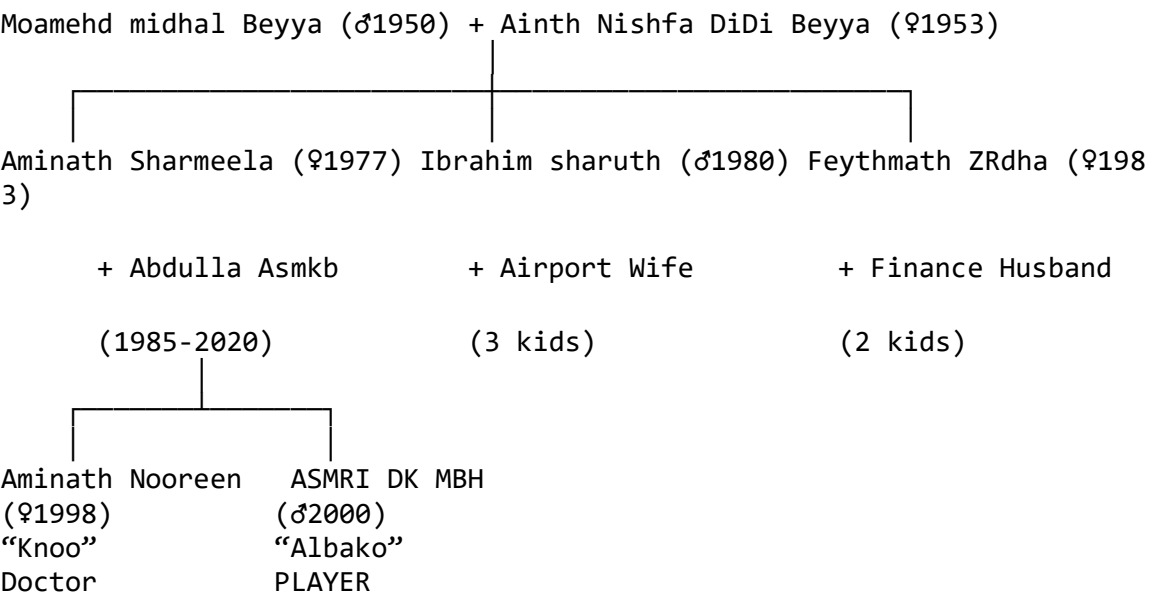 Moamehd midhal Beyya (♂1950) + Ainth Nishfa DiDi Beyya (♀1953)
Aminath Sharmeela (♀1977) Ibrahim sharuth (♂1980) Feythmath ZRdha (♀198
3)
+ Abdulla Asmkb + Airport Wife + Finance Husband
(1985-2020) (3 kids) (2 kids)
Aminath Nooreen ASMRI DK MBH
(♀1998) (♂2000)
“Knoo” “Albako”
Doctor PLAYER